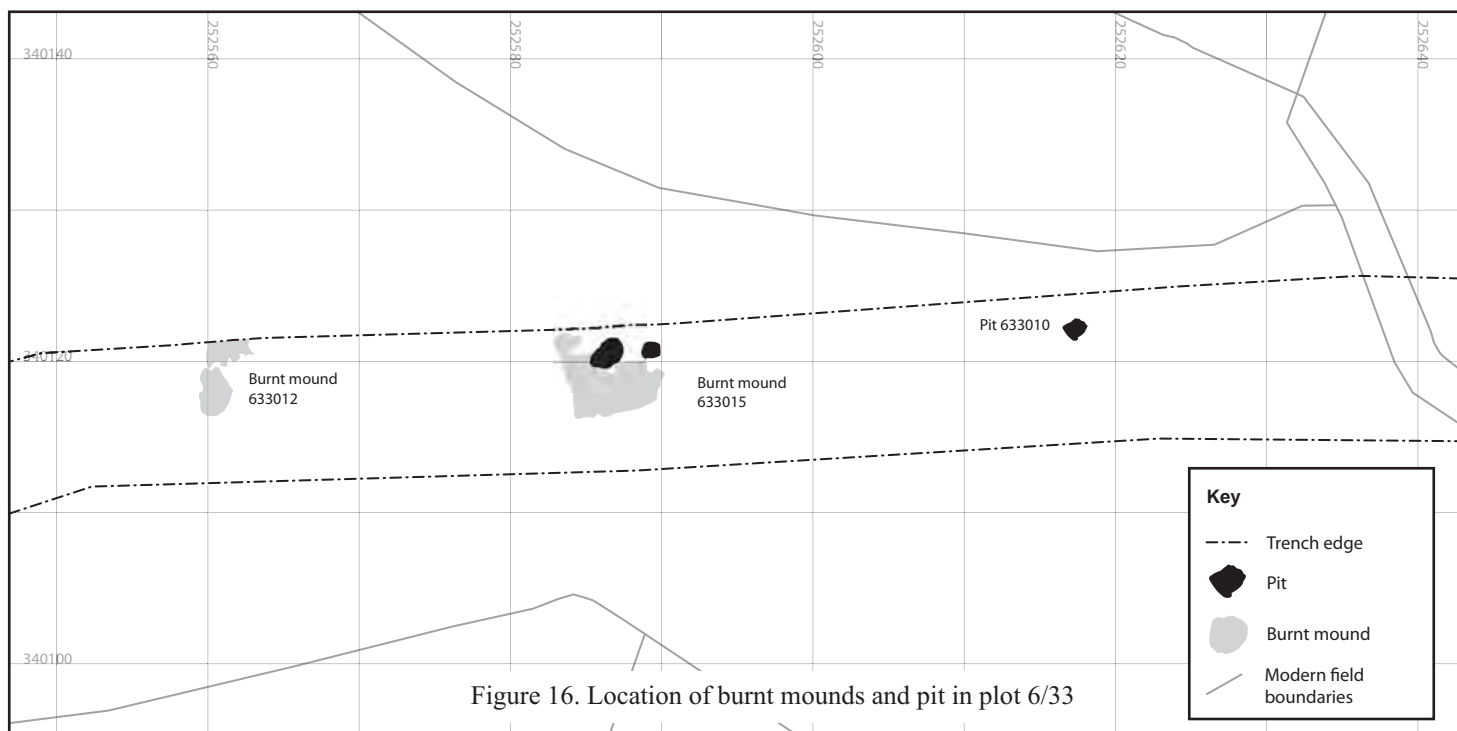 252560
252580
252600
252620
252640
340140
340120
340100
Pit 633010
Burnt mound
633012
Burnt mound
633015
Key
Trench edge
Pit
Burnt mound
Modern field
boundaries
Figure 16. Location of burnt mounds and pit in plot 6/33